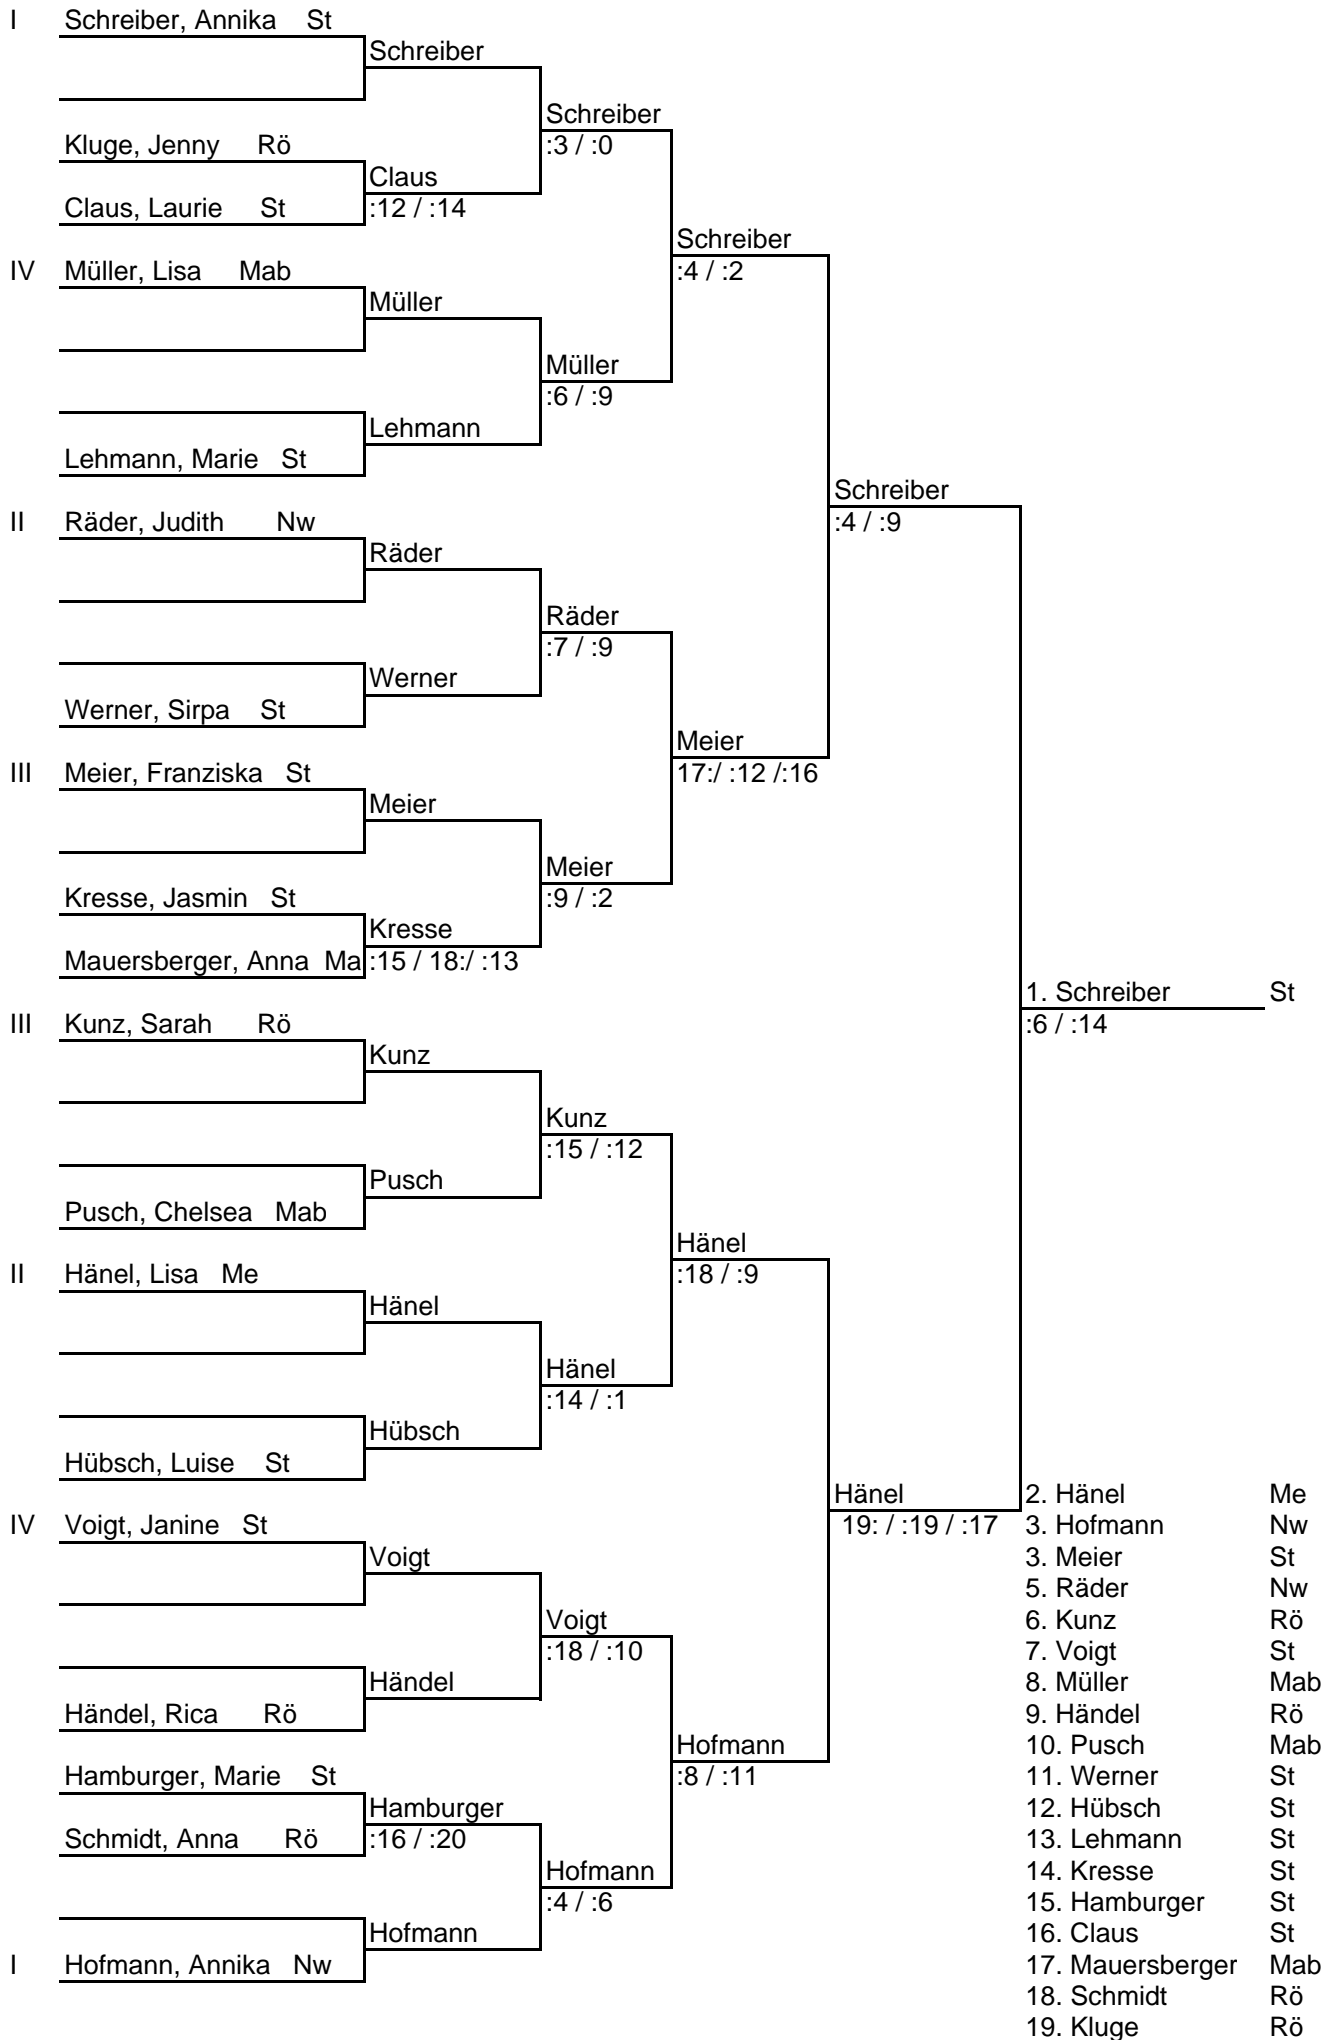 I Schreiber, Annika St
Schreiber
Schreiber
Kluge, Jenny Rö
:3 / :0
Claus
Claus, Laurie St
:12 / :14
Schreiber
IV Müller, Lisa Mab
:4 / :2
Müller
Müller
:6 / :9
Lehmann
Lehmann, Marie St
Schreiber
II Räder, Judith Nw
:4 / :9
Räder
Räder
:7 / :9
Werner
Werner, Sirpa St
Meier
III Meier, Franziska St
17:/ :12 /:16
Meier
Meier
Kresse, Jasmin St
:9 / :2
Kresse
Mauersberger, Anna Ma
:15 / 18:/ :13
1. Schreiber St
III Kunz, Sarah Rö
:6 / :14
Kunz
Kunz
:15 / :12
Pusch
Pusch, Chelsea Mab
Hänel
II Hänel, Lisa Me
:18 / :9
Hänel
Hänel
:14 / :1
Hübsch
Hübsch, Luise St
Hänel
2. Hänel Me
IV Voigt, Janine St
19: / :19 / :17
3. Hofmann Nw
Voigt
3. Meier St
5. Räder Nw
Voigt
6. Kunz Rö
:18 / :10
7. Voigt St
Händel
8. Müller Mab
Händel, Rica Rö
9. Händel Rö
Hofmann
10. Pusch Mab
Hamburger, Marie St
:8 / :11
11. Werner St
Hamburger
12. Hübsch St
Schmidt, Anna Rö
:16 / :20
13. Lehmann St
Hofmann
14. Kresse St
:4 / :6
15. Hamburger St
Hofmann
16. Claus St
I Hofmann, Annika Nw
17. Mauersberger Mab
18. Schmidt Rö
19. Kluge Rö